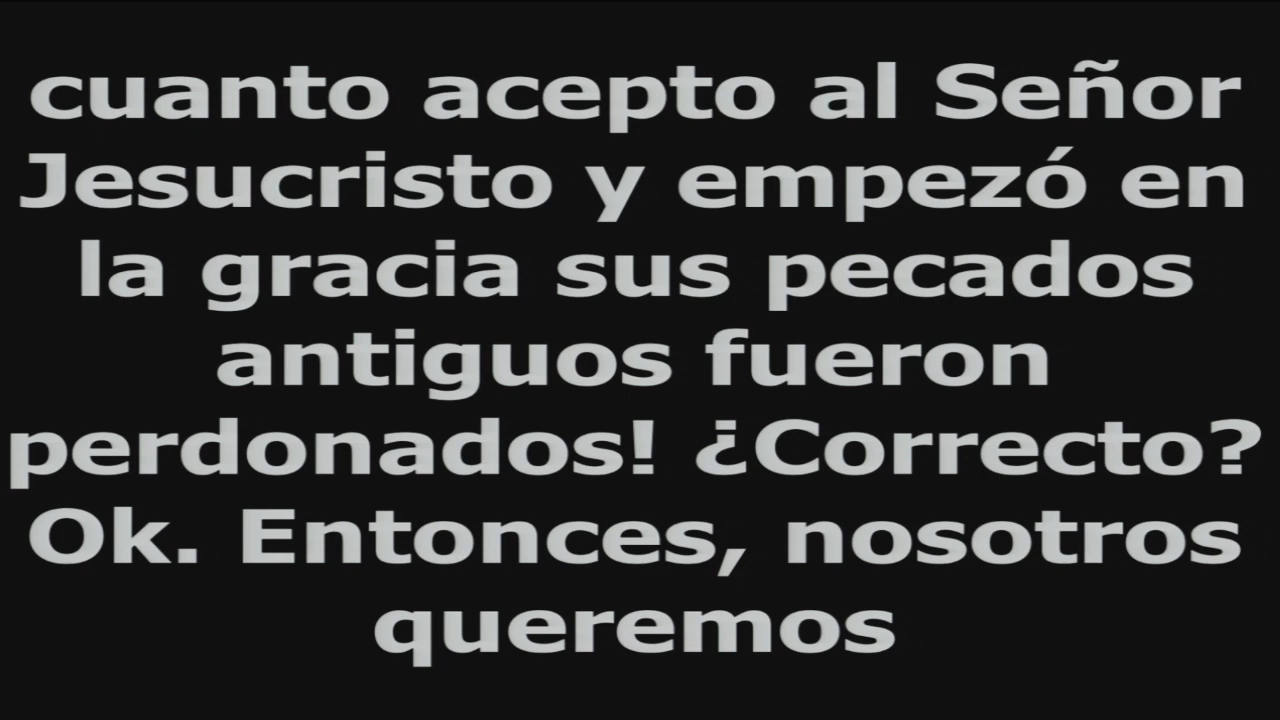 cuanto acepto al Señor
Jesucristo y empezó en
la gracia sus pecados
antiguos fueron
perdonados! ¿Correcto?
Ok. Entonces, nosotros
queremos